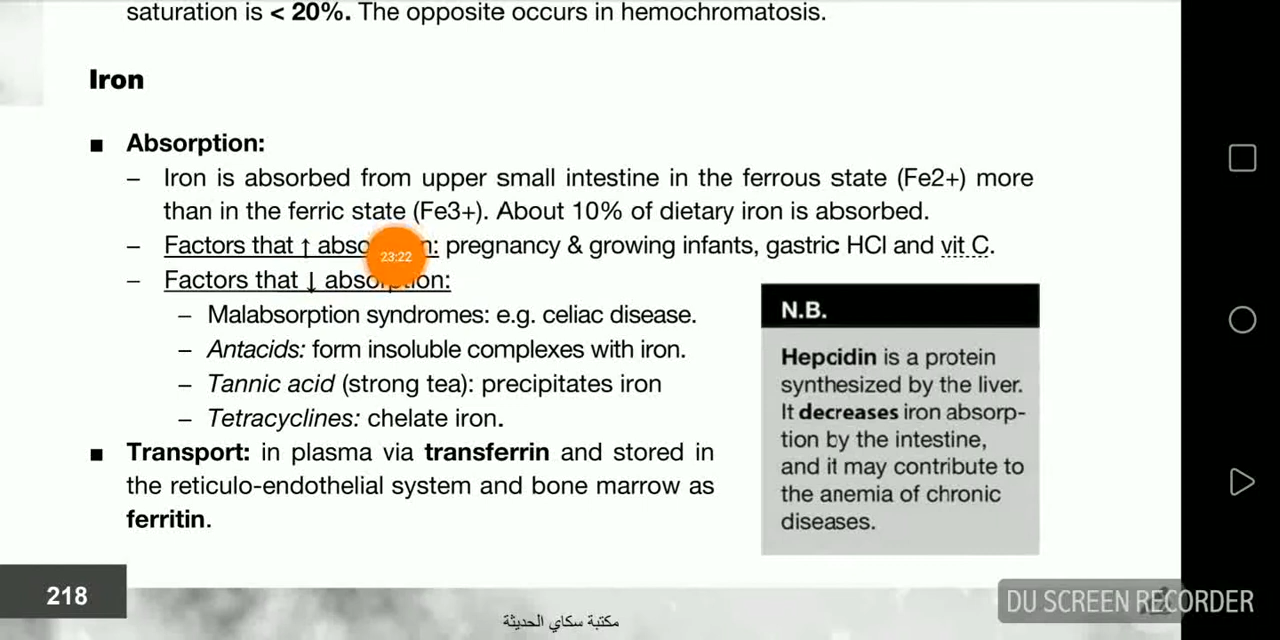 saturation is < 20%. The opposite occurs in hemochromatosis.
Iron
■ Absorption:
– Iron is absorbed from upper small intestine in the ferrous state (Fe2+) more
than in the ferric state (Fe3+). About 10% of dietary iron is absorbed.
– Factors that ↑ abso n: pregnancy & growing infants, gastric HCl and vit C.
23:22
– Factors that ↓ absorption:
– Malabsorption syndromes: e.g. celiac disease.
– Antacids: form insoluble complexes with iron.
– Tannic acid (strong tea): precipitates iron
– Tetracyclines: chelate iron.
■ Transport: in plasma via transferrin and stored in
the reticulo-endothelial system and bone marrow as
ferritin.
N.B.
Hepcidin is a protein
synthesized by the liver.
It decreases iron absorp-
tion by the intestine,
and it may contribute to
the anemia of chronic
diseases.
218
مكتبة سكاي الحديثة
DU SCREEN RECORDER